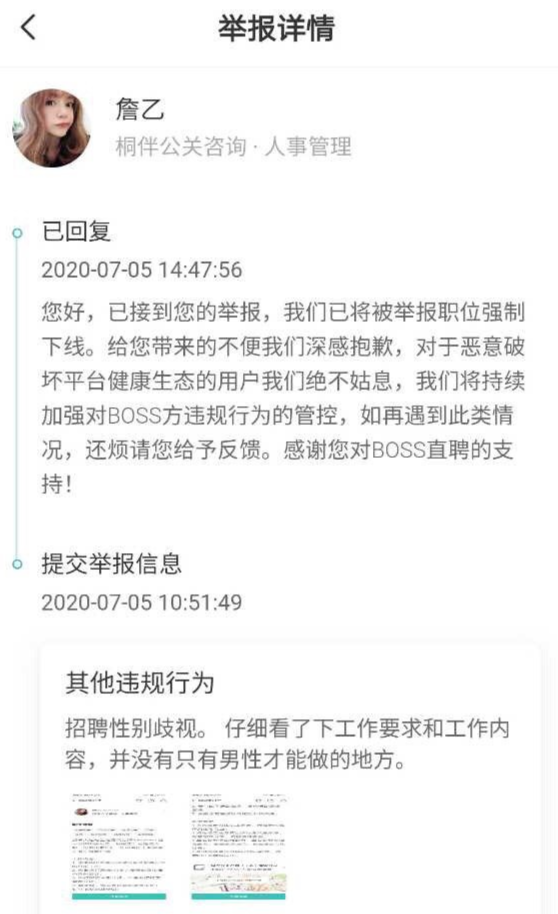 举报详情
詹乙
桐伴公关咨询·人事管理
已回复
2020-07-05 14:47:56
您好，已接到您的举报，我们已将被举报职位强制
下线。给您带来的不便我们深感抱歉，对于恶意破
坏平台健康生态的用户我们绝不姑息，我们将持续
加强对BOSS方违规行为的管控，如再遇到此类情
况，还烦请您给予反馈。感谢您对BOSS直聘的支
持！
提交举报信息
2020-07-05 10:51:49
其他违规行为
招聘性别歧视。 仔细看了下工作要求和工作内
容，并没有只有男性才能做的地方。